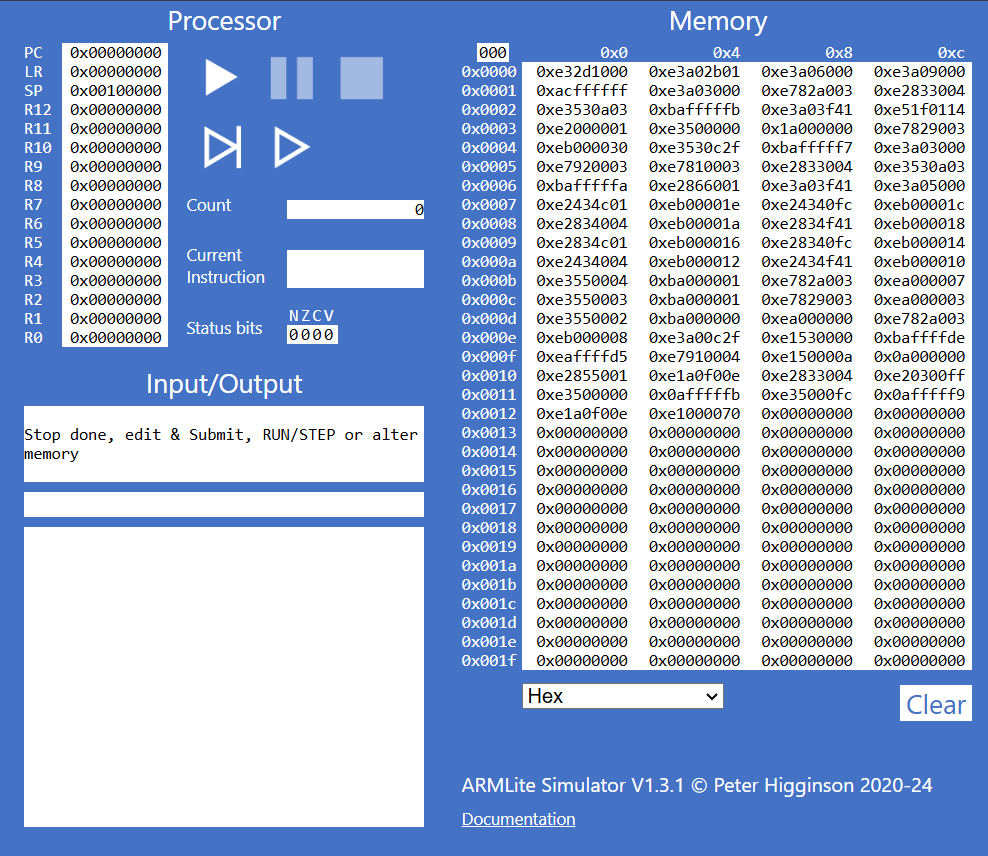 Processor
PC 0x00000000
LR 0x00000000
SP 0x00100000
R12 0x00000000
R11 0x00000000
R10 0x00000000
R9 0x00000000
R8 0x00000000
R7 0x00000000
R6 0x00000000
R5 0x00000000
R4 0x00000000
R3 0x00000000
R2 0x00000000
R1 0x00000000
R0 0x00000000
Count 0
Current
Instruction
NZCV
Status bits 0000
Input/Output
Stop done, edit & Submit, RUN/STEP or alter
memory
Memory
000 0x0 0x4 0x8 0xc
0x0000 0xe32d1000 0xe3a02b01 0xe3a06000 0xe3a09000
0x0001 0xacffffff 0xe3a03000 0xe782a003 0xe2833004
0x0002 0xe3530a03 0xbafffffb 0xe3a03f41 0xe51f0114
0x0003 0xe2000001 0xe3500000 0x1a000000 0xe7829003
0x0004 0xeb000030 0xe3530c2f 0xbafffff7 0xe3a03000
0x0005 0xe7920003 0xe7810003 0xe2833004 0xe3530a03
0x0006 0xbafffffa 0xe2866001 0xe3a03f41 0xe3a05000
0x0007 0xe2434c01 0xeb00001e 0xe24340fc 0xeb00001c
0x0008 0xe2834004 0xeb00001a 0xe2834f41 0xeb000018
0x0009 0xe2834c01 0xeb000016 0xe28340fc 0xeb000014
0x000a 0xe2434004 0xeb000012 0xe2434f41 0xeb000010
0x000b 0xe3550004 0xba000001 0xe782a003 0xea000007
0x000c 0xe3550003 0xba000001 0xe7829003 0xea000003
0x000d 0xe3550002 0xba000000 0xea000000 0xe782a003
0x000e 0xeb000008 0xe3a00c2f 0xe1530000 0xbaffffde
0x000f 0xeaffffd5 0xe7910004 0xe150000a 0x0a000000
0x0010 0xe2855001 0xe1a0f00e 0xe2833004 0xe20300ff
0x0011 0xe3500000 0x0afffffb 0xe35000fc 0x0afffff9
0x0012 0xe1a0f00e 0xe1000070 0x00000000 0x00000000
0x0013 0x00000000 0x00000000 0x00000000 0x00000000
0x0014 0x00000000 0x00000000 0x00000000 0x00000000
0x0015 0x00000000 0x00000000 0x00000000 0x00000000
0x0016 0x00000000 0x00000000 0x00000000 0x00000000
0x0017 0x00000000 0x00000000 0x00000000 0x00000000
0x0018 0x00000000 0x00000000 0x00000000 0x00000000
0x0019 0x00000000 0x00000000 0x00000000 0x00000000
0x001a 0x00000000 0x00000000 0x00000000 0x00000000
0x001b 0x00000000 0x00000000 0x00000000 0x00000000
0x001c 0x00000000 0x00000000 0x00000000 0x00000000
0x001d 0x00000000 0x00000000 0x00000000 0x00000000
0x001e 0x00000000 0x00000000 0x00000000 0x00000000
0x001f 0x00000000 0x00000000 0x00000000 0x00000000
Hex
Clear
ARMLite Simulator V1.3.1 © Peter Higginson 2020-24
Documentation